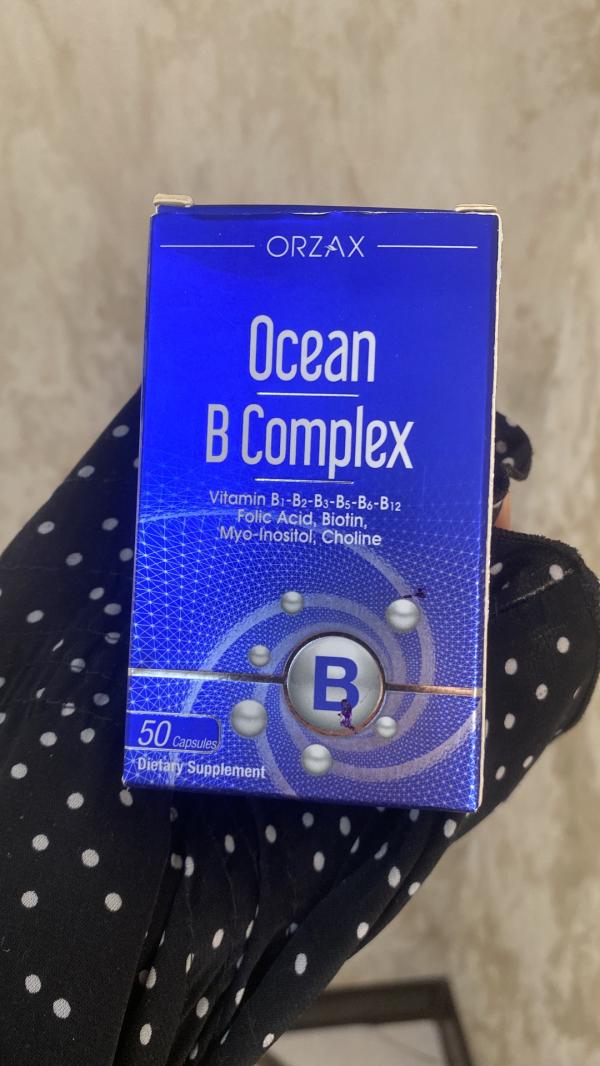 ORZAX
Ocean
B Complex
Vitamin B₁-B₂-B₃-B₅-B₆-B₁₂
Folic Acid, Biotin,
Myo-Inositol, Choline
B
50 Capsules
Dietary Supplement